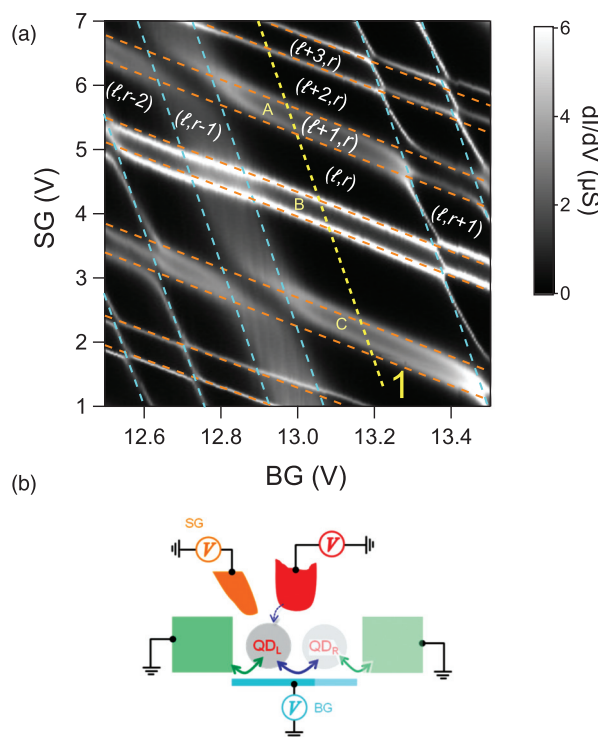 (a)
7
6
5
4
3
2
1
SG (V)
12.6
12.8
13.0
13.2
13.4
BG (V)
(ℓ+3,r)
(ℓ+2,r)
(ℓ,r-2)
(ℓ,r-1)
A
(ℓ+1,r)
(ℓ,r)
B
(ℓ,r+1)
C
1
6
4
2
0
dI/dV (µS)
(b)
SG
V
V
QDL
QDR
V
BG